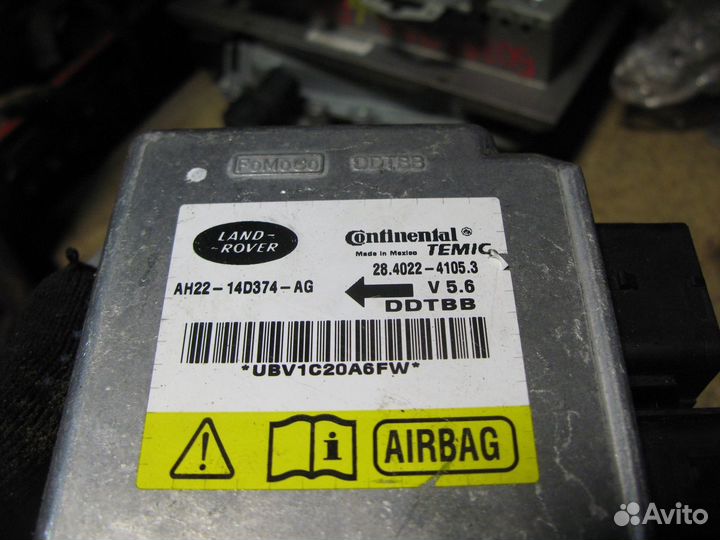 FoMoCo DDTBB
LAND-
-ROVER
Continental
TEMIC
Made in Mexico
28.4022-4105.3
AH22-14D374-AG
V 5.6
DDTBB
*UBV1C20A6FW*
i
AIRBAG
Avito